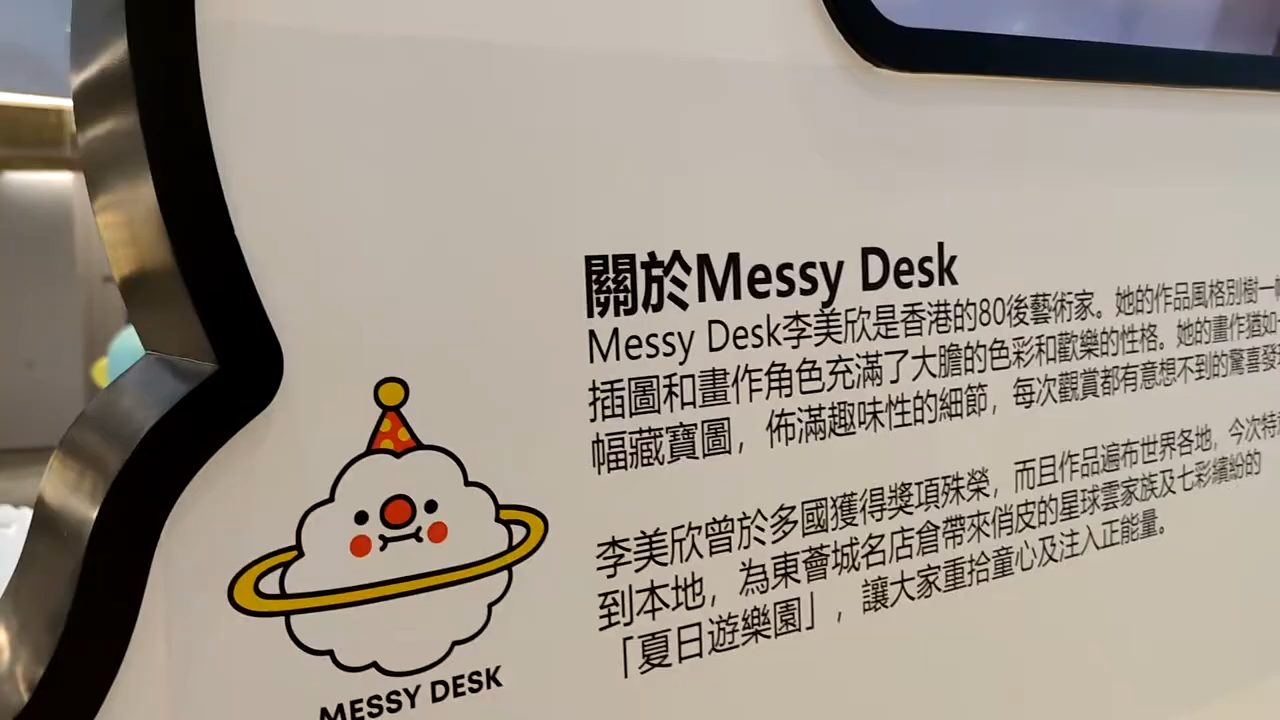 關於Messy Desk
Messy Desk李美欣是香港的80後藝術家。她的作品風格別樹一
插圖和畫作角色充滿了大膽的色彩和歡樂的性格。她的畫作猶如
幅藏寶圖，佈滿趣味性的細節，每次觀賞都有意想不到的驚喜發
李美欣曾於多國獲得獎項殊榮，而且作品遍布世界各地，今次特
到本地，為東薈城名店倉帶來俏皮的星球雲家族及七彩繽紛的
「夏日遊樂園」，讓大家重拾童心及注入正能量。
MESSY DESK